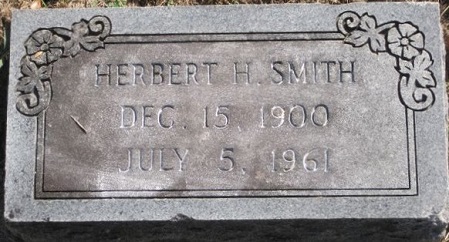 HERBERT H. SMITH
DEC. 15, 1900
JULY 5, 1961